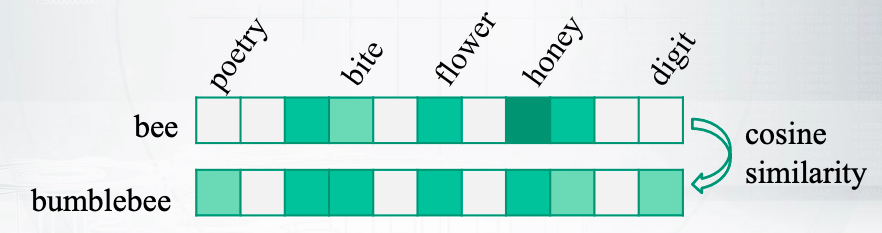 poetry
bite
flower
honey
digit
bee
bumblebee
cosine
similarity